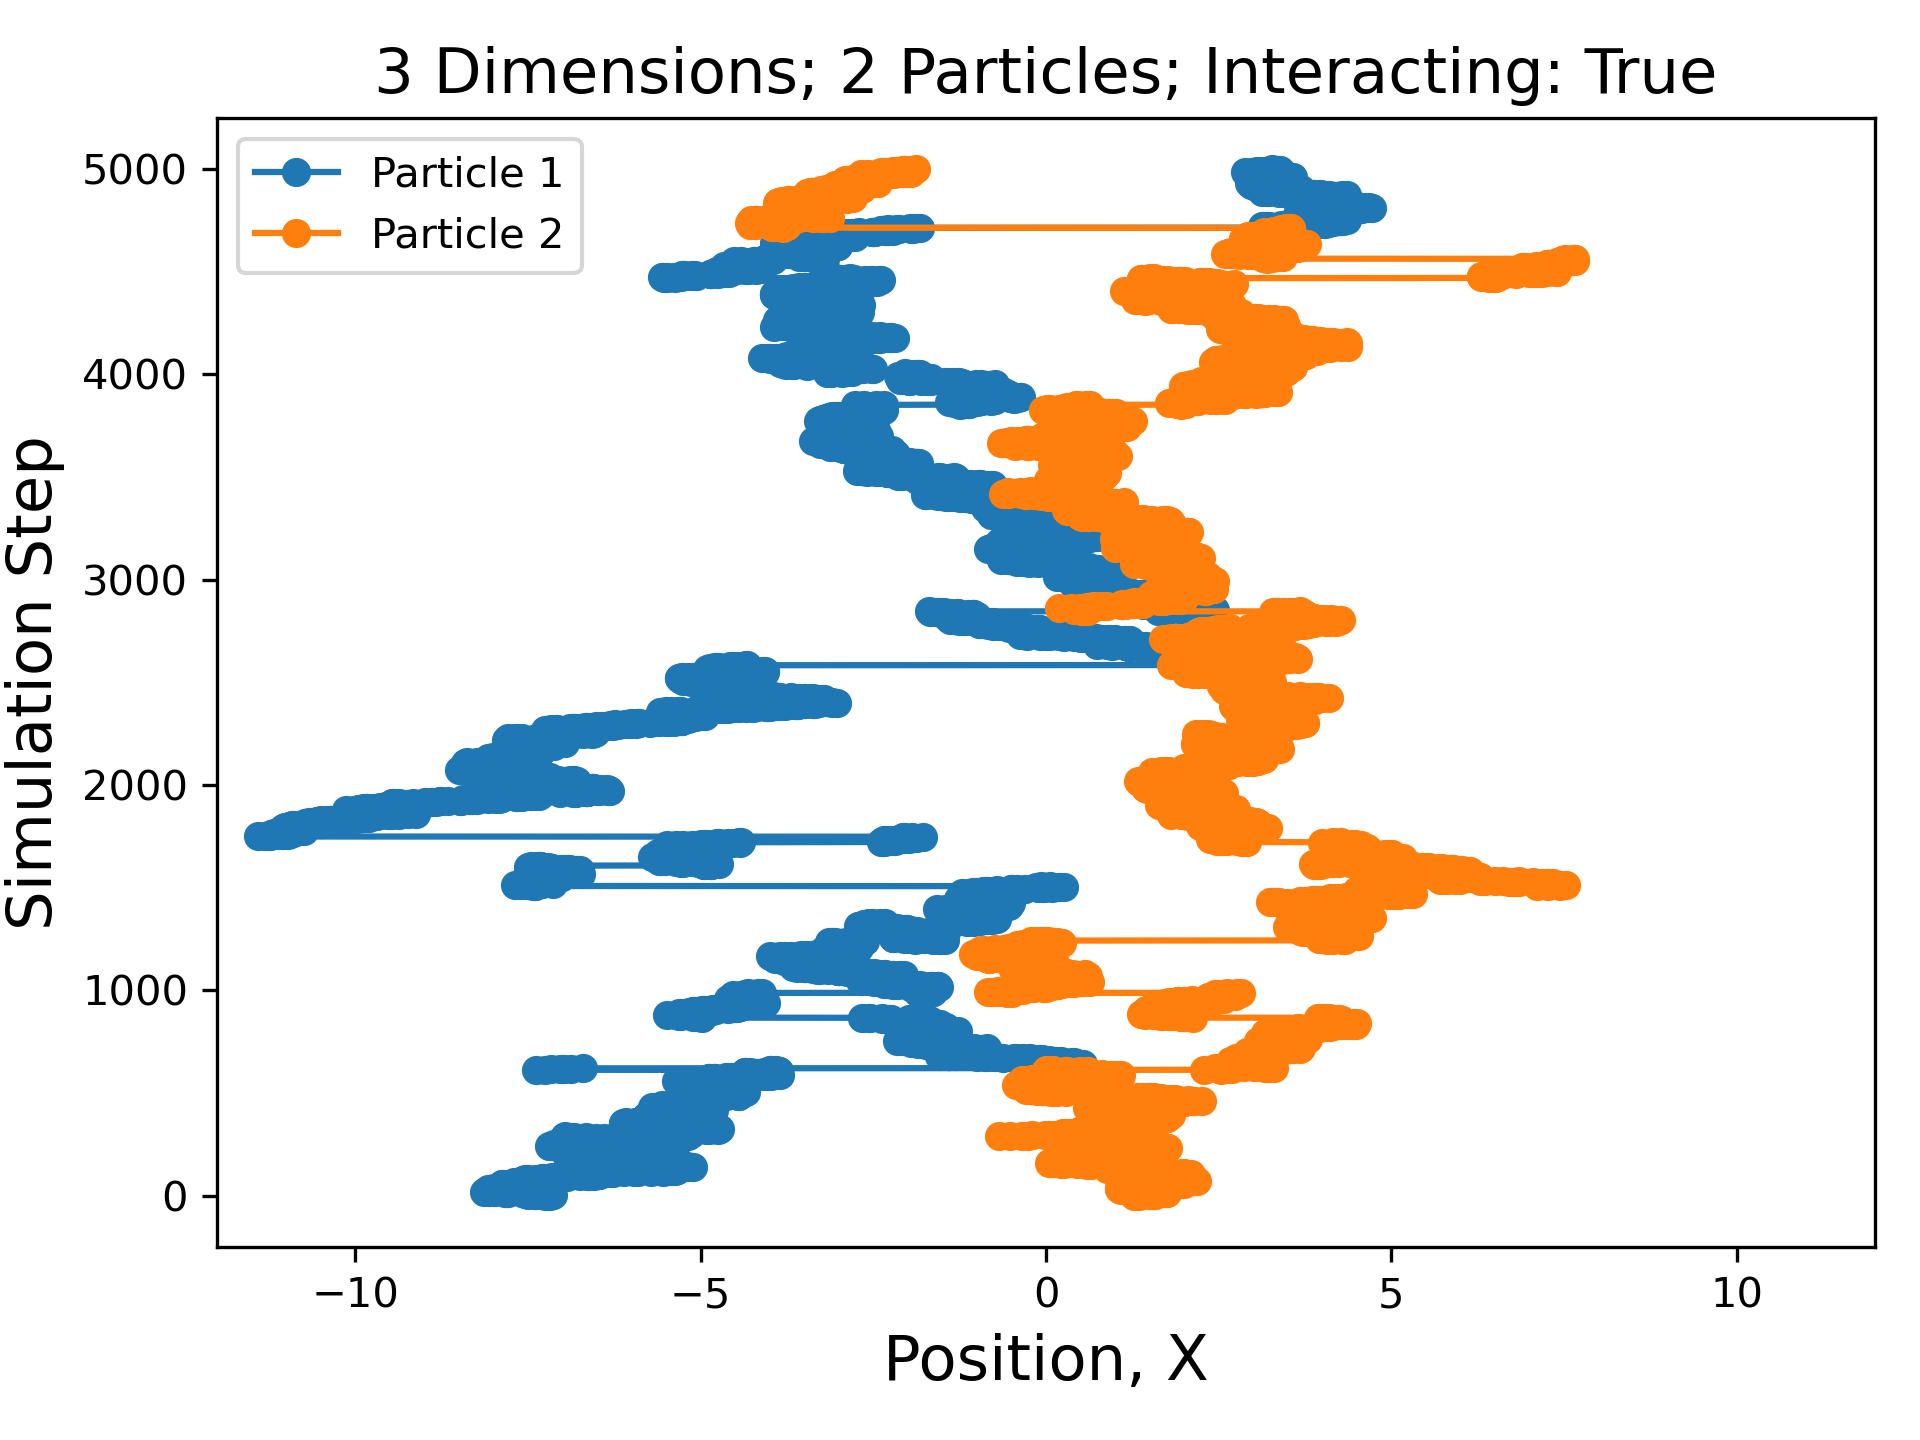 3 Dimensions; 2 Particles; Interacting: True
Particle 1
Particle 2
5000
4000
3000
2000
1000
0
Simulation Step
−10
−5
0
5
10
Position, X